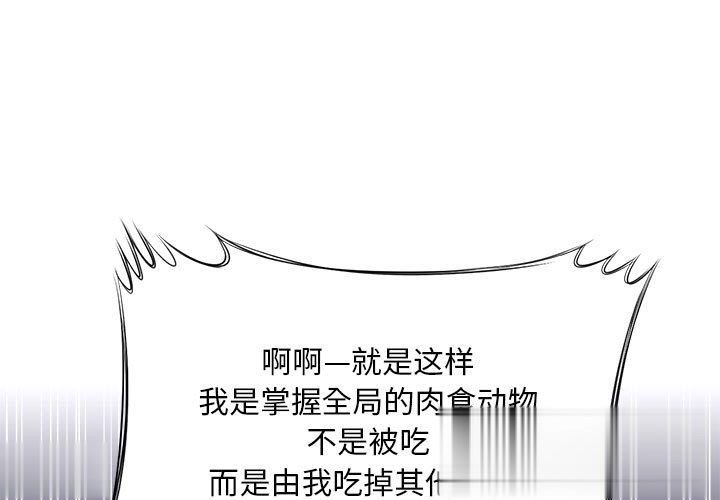 啊啊—就是这样
我是掌握全局的肉食动物
不是被吃
而是由我吃掉其他